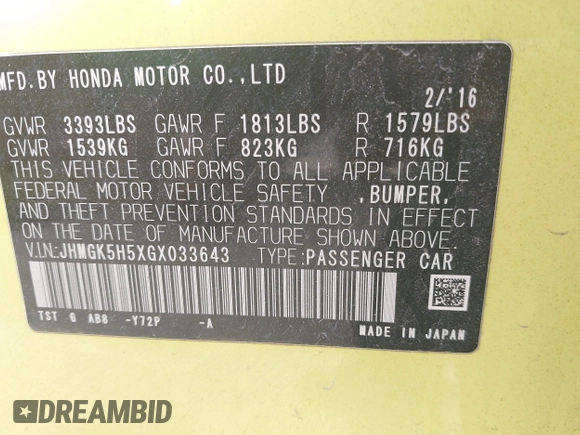 MFD.BY HONDA MOTOR CO.,LTD
2/'16
GVWR 3393LBS GAWR F 1813LBS R 1579LBS
GVWR 1539KG GAWR F 823KG R 716KG
THIS VEHICLE CONFORMS TO ALL APPLICABLE
FEDERAL MOTOR VEHICLE SAFETY ,BUMPER,
AND THEFT PREVENTION STANDARDS IN EFFECT
ON THE DATE OF MANUFACTURE SHOWN ABOVE.
V.I.N:JHMGK5H5XGX033643 TYPE:PASSENGER CAR
TST G AB8 -Y72P -A
MADE IN JAPAN
DREAMBID